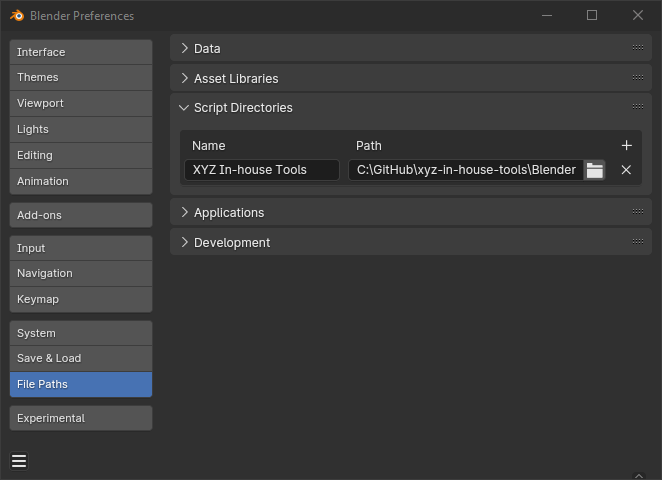 Blender Preferences
Interface
Themes
Viewport
Lights
Editing
Animation
Add-ons
Input
Navigation
Keymap
System
Save & Load
File Paths
Experimental
Data
Asset Libraries
Script Directories
Name Path
XYZ In-house Tools C:\GitHub\xyz-in-house-tools\Blender
Applications
Development